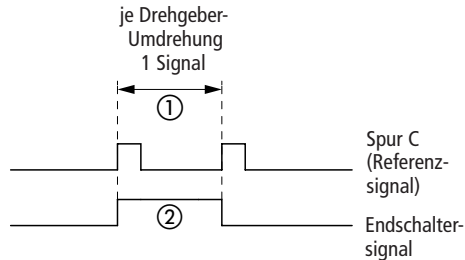 je Drehgeber-
Umdrehung
1 Signal
①
Spur C
(Referenz-
signal)
②
Endschalter-
signal